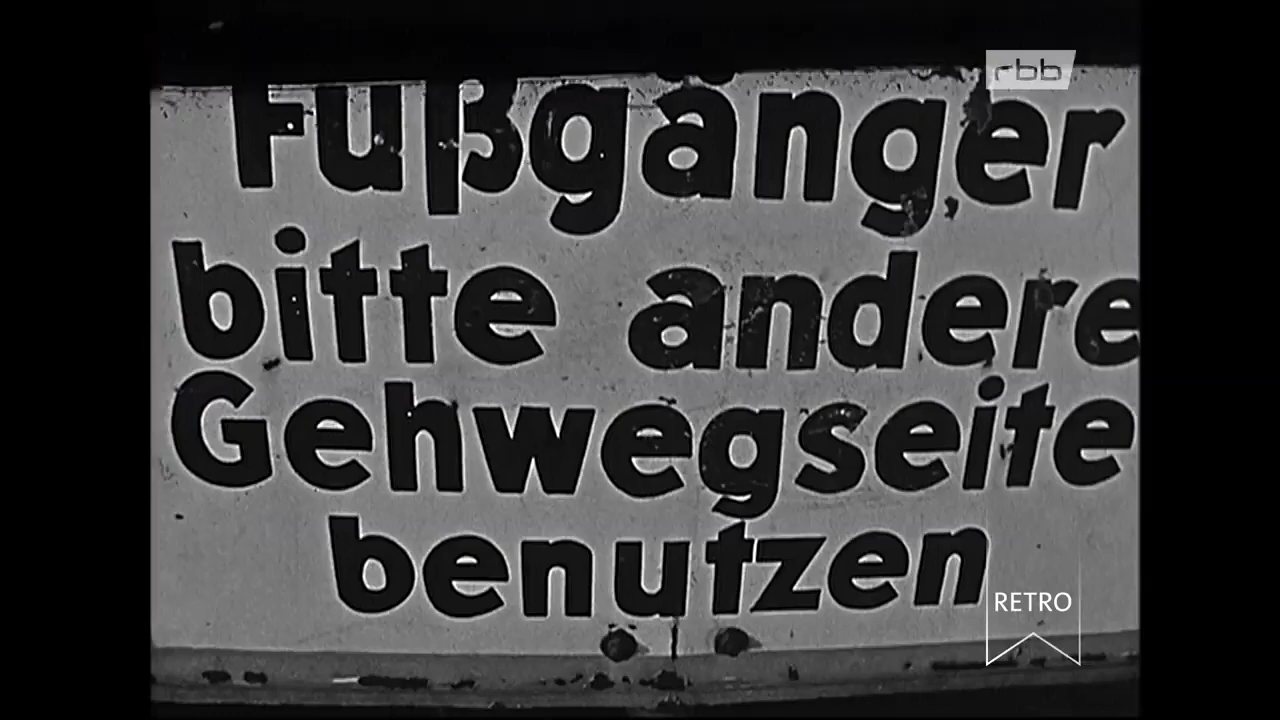 rbb
Fußgänger
bitte andere
Gehwegseite
benutzen
RETRO